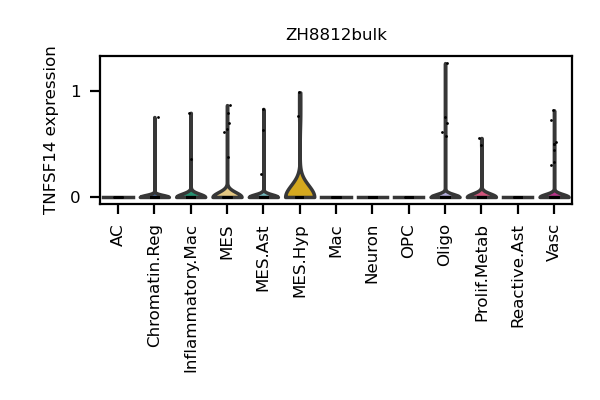 ZH8812bulk
TNFSF14 expression
1
0
AC
Chromatin.Reg
Inflammatory.Mac
MES
MES.Ast
MES.Hyp
Mac
Neuron
OPC
Oligo
Prolif.Metab
Reactive.Ast
Vasc